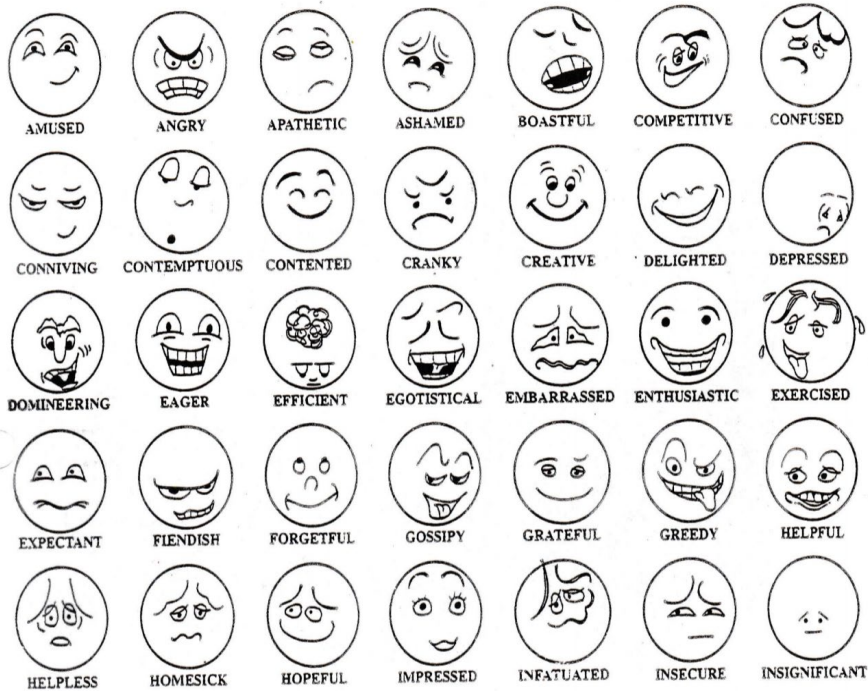 AMUSED ANGRY APATHETIC ASHAMED BOASTFUL COMPETITIVE CONFUSED
CONNIVING CONTEMPTUOUS CONTENTED CRANKY CREATIVE DELIGHTED DEPRESSED
DOMINEERING EAGER EFFICIENT EGOTISTICAL EMBARRASSED ENTHUSIASTIC EXERCISED
EXPECTANT FIENDISH FORGETFUL GOSSIPY GRATEFUL GREEDY HELPFUL
HELPLESS HOMESICK HOPEFUL IMPRESSED INFATUATED INSECURE INSIGNIFICANT